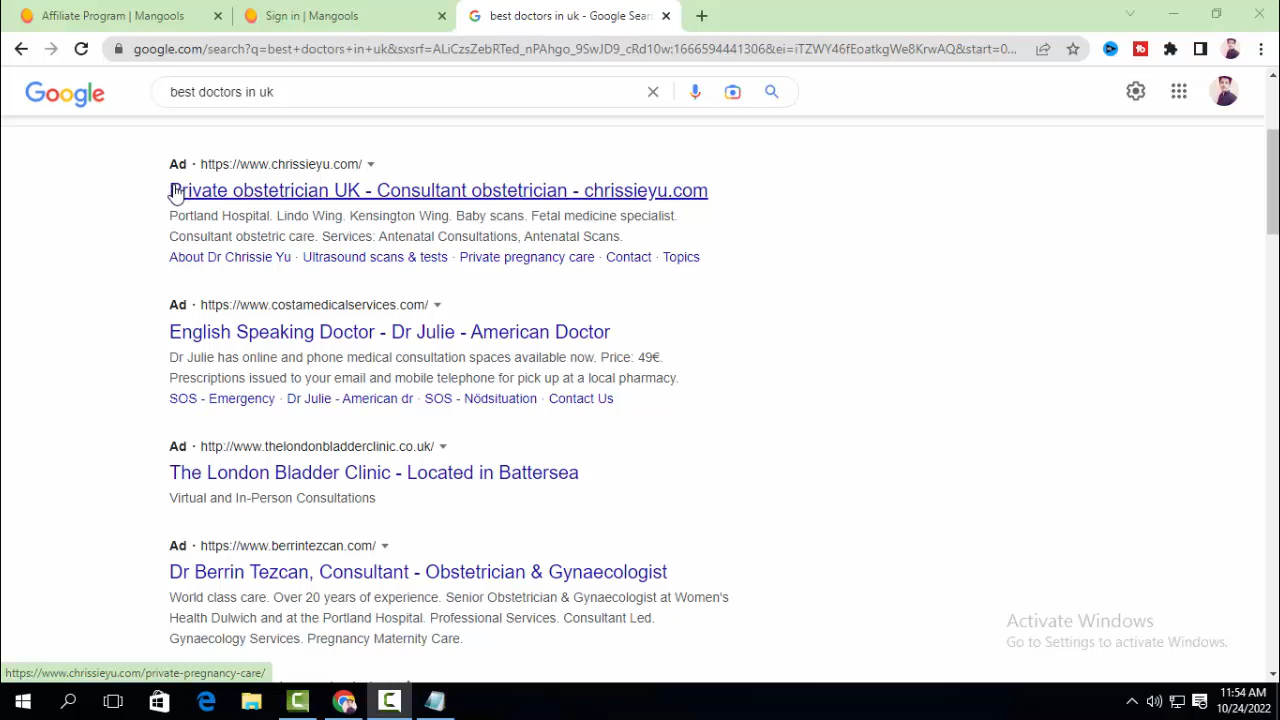 Affiliate Program | Mangools
Sign in | Mangools
best doctors in uk - Google Sear
google.com/search?q=best+doctors+in+uk&sxsrf=ALiCzsZebRTed_nPAhgo_9SwJD9_cRd10w:1666594441306&ei=iTZWY46fEoatkgWe8KrwAQ&start=0...
Google
best doctors in uk
Ad · https://www.chrissieyu.com/
Private obstetrician UK - Consultant obstetrician - chrissieyu.com
Portland Hospital. Lindo Wing. Kensington Wing. Baby scans. Fetal medicine specialist.
Consultant obstetric care. Services: Antenatal Consultations, Antenatal Scans.
About Dr Chrissie Yu · Ultrasound scans & tests · Private pregnancy care · Contact · Topics
Ad · https://www.costamedicalservices.com/
English Speaking Doctor - Dr Julie - American Doctor
Dr Julie has online and phone medical consultation spaces available now. Price: 49€.
Prescriptions issued to your email and mobile telephone for pick up at a local pharmacy.
SOS - Emergency · Dr Julie - American dr · SOS - Nödsituation · Contact Us
Ad · http://www.thelondonbladderclinic.co.uk/
The London Bladder Clinic - Located in Battersea
Virtual and In-Person Consultations
Ad · https://www.berrintezcan.com/
Dr Berrin Tezcan, Consultant - Obstetrician & Gynaecologist
World class care. Over 20 years of experience. Senior Obstetrician & Gynaecologist at Women's
Health Dulwich and at the Portland Hospital. Professional Services. Consultant Led.
Gynaecology Services. Pregnancy Maternity Care.
Activate Windows
Go to Settings to activate Windows.
https://www.chrissieyu.com/private-pregnancy-care/
11:54 AM
10/24/2022